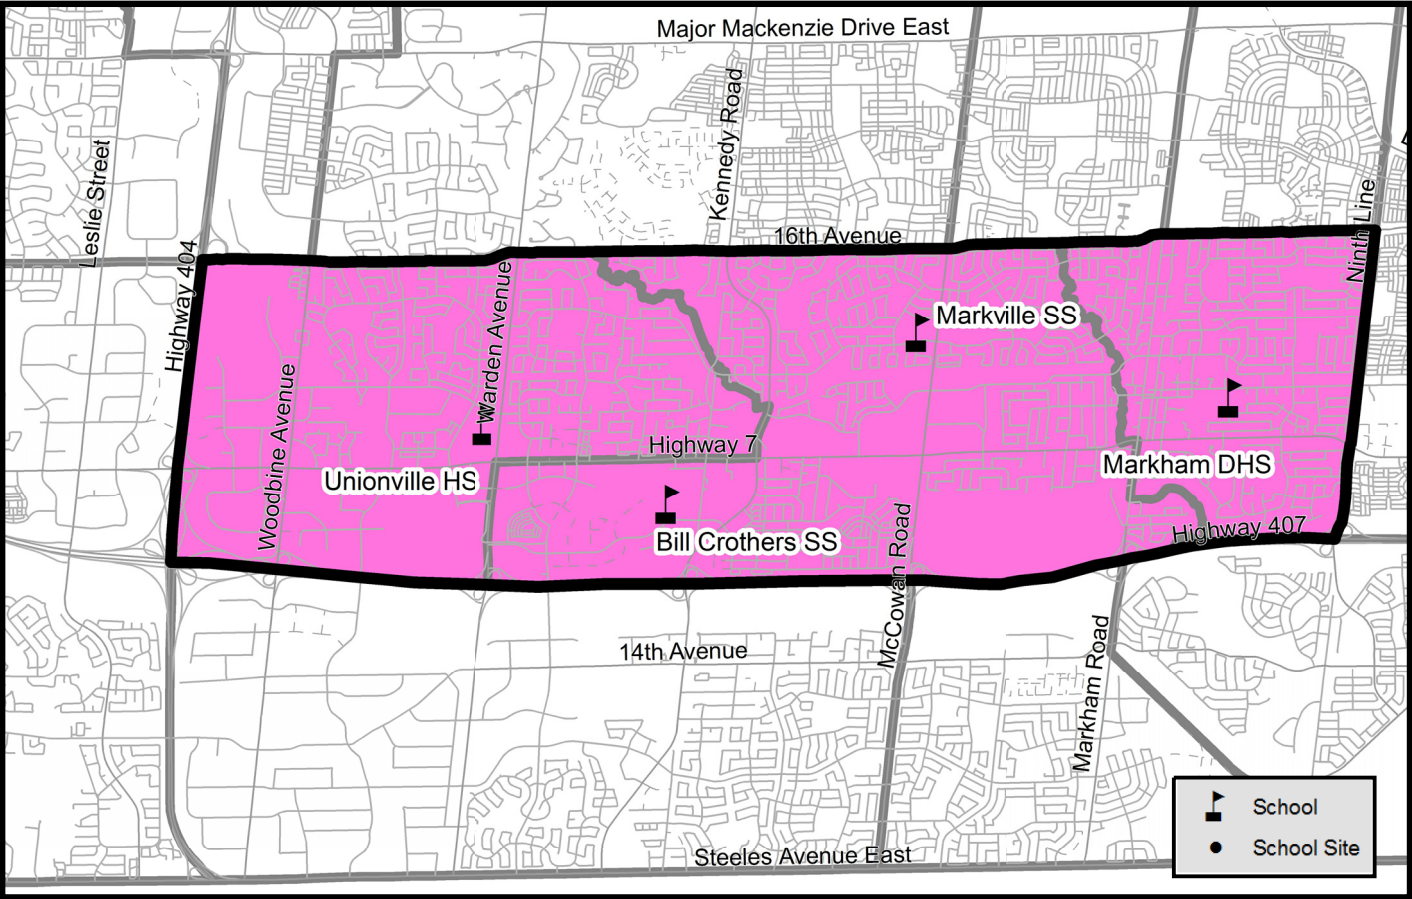 Major Mackenzie Drive East
Kennedy Road
Leslie Street
16th Avenue
Ninth Line
Highway 404
Warden Avenue
Markville SS
Woodbine Avenue
Highway 7
Markham DHS
Unionville HS
Bill Crothers SS
Highway 407
McCowan Road
14th Avenue
Markham Road
School
School Site
Steeles Avenue East